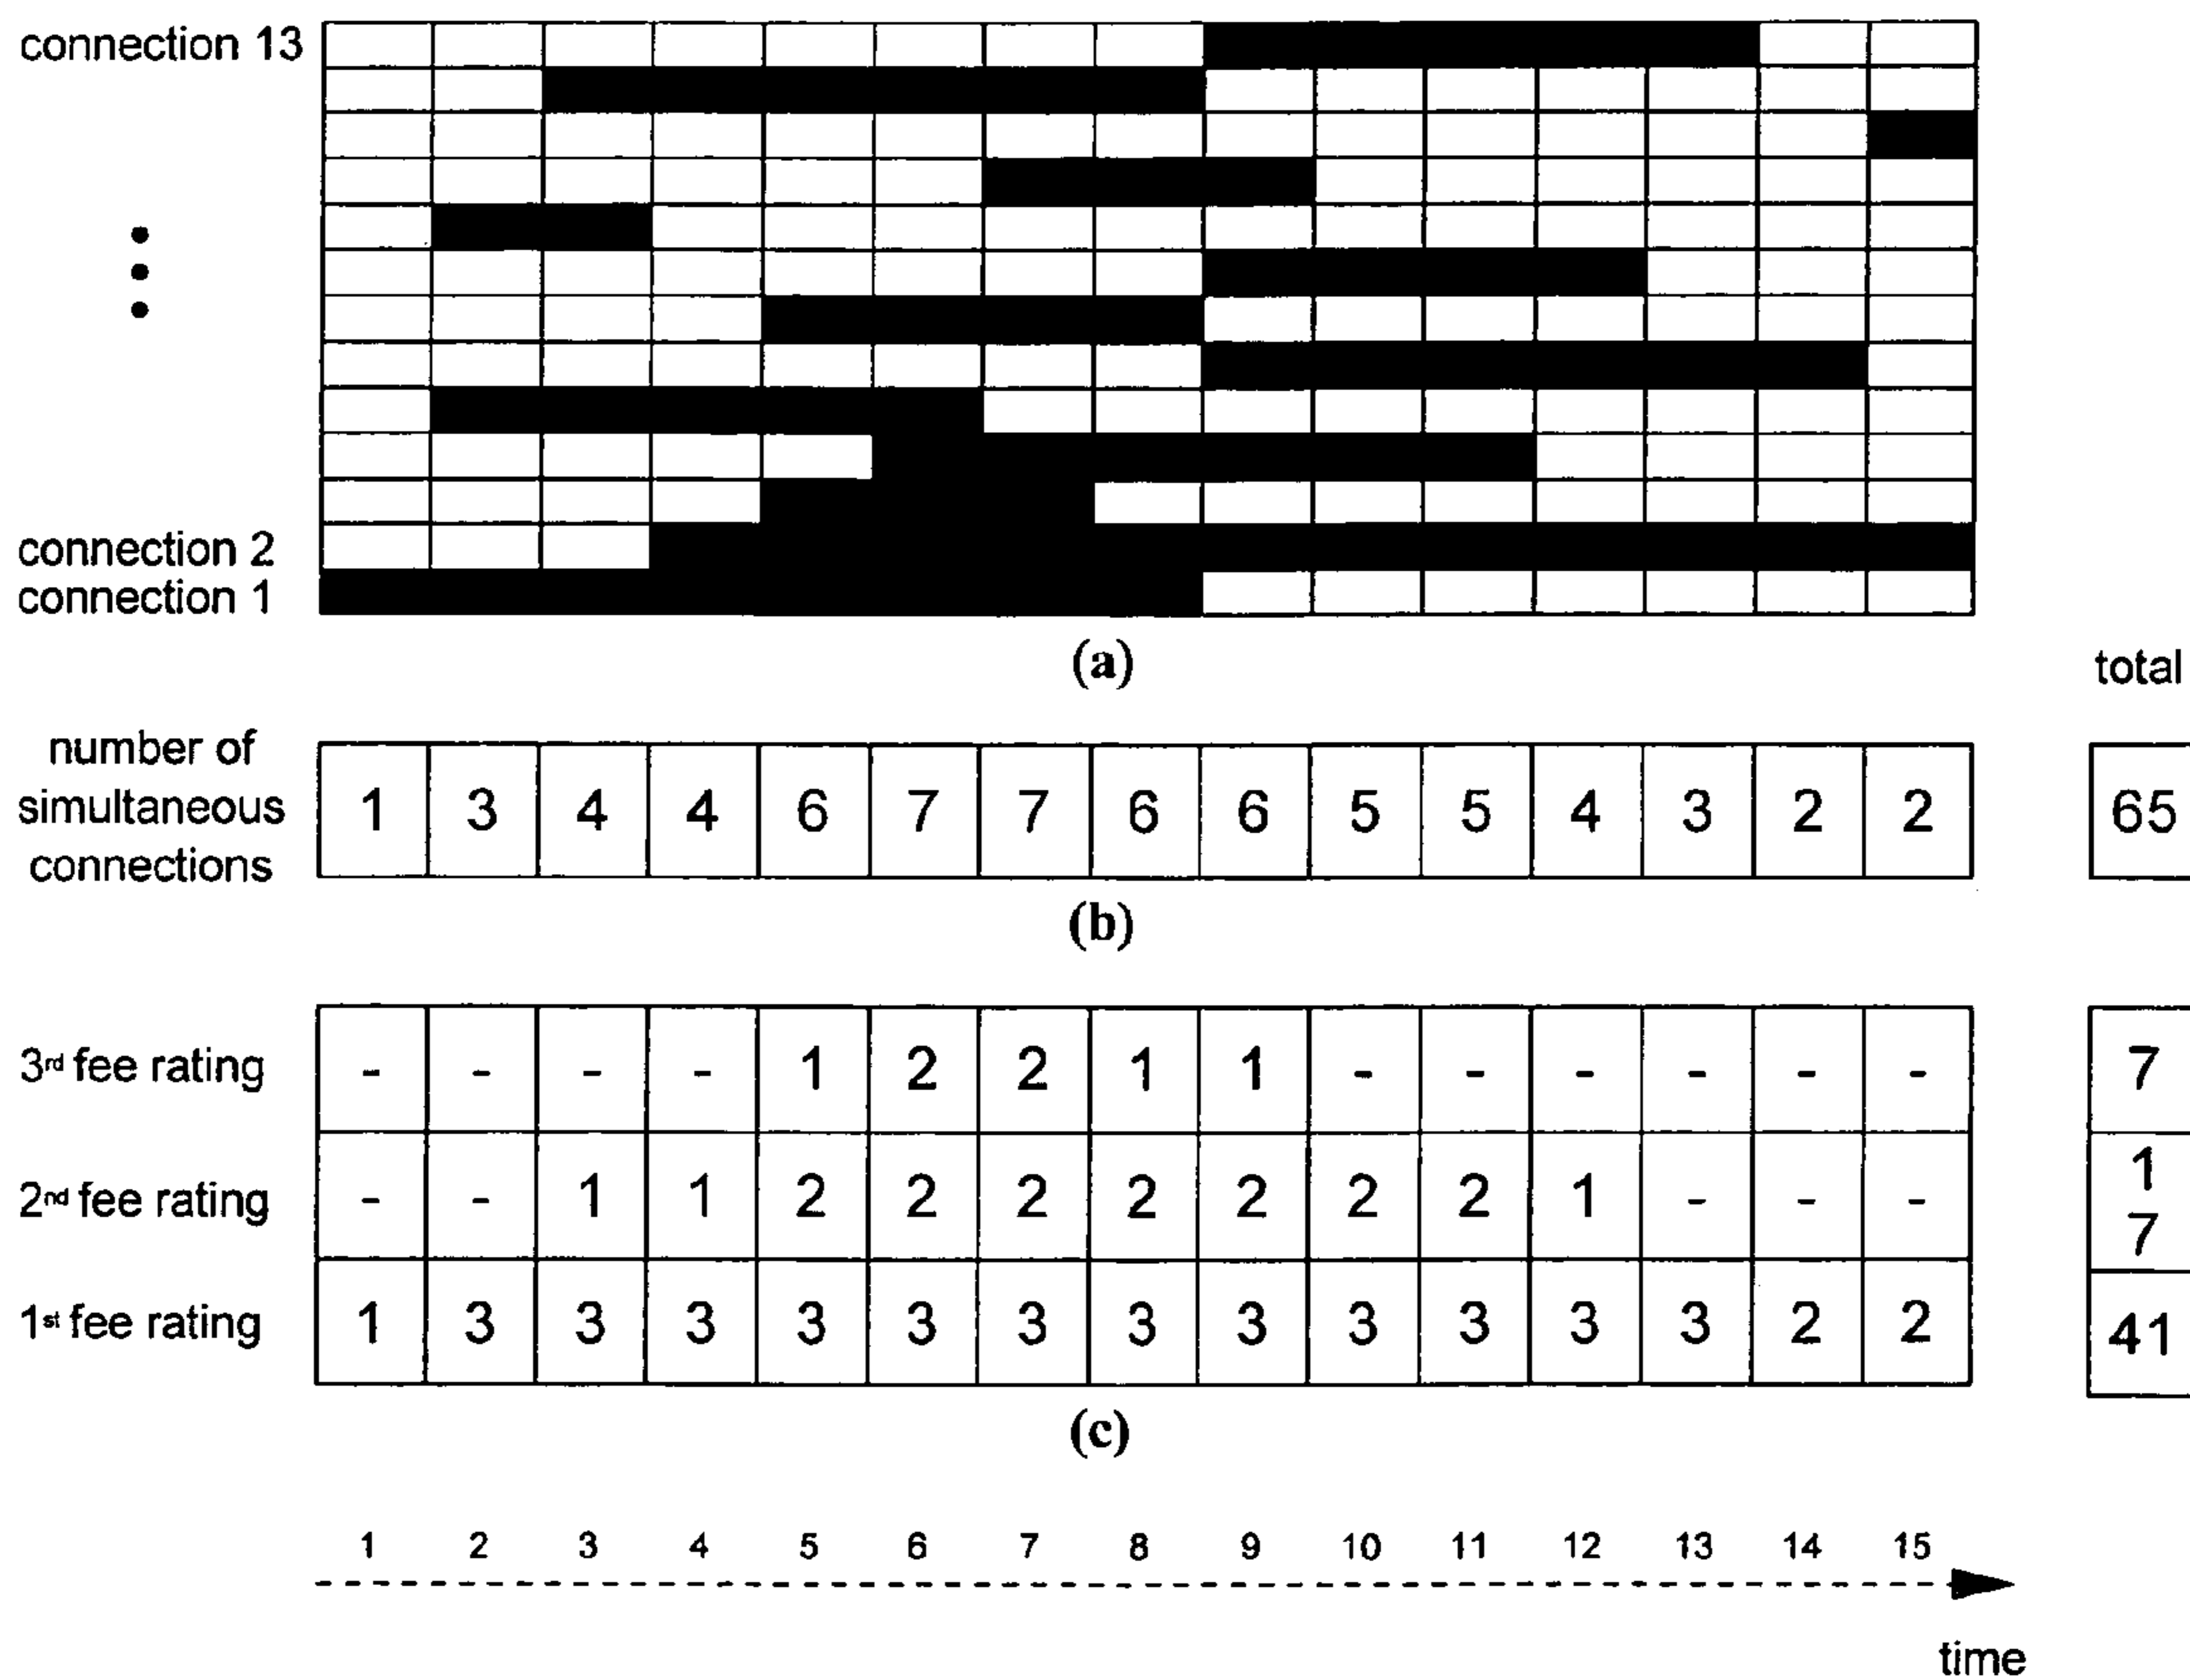 connection 13
connection 2
connection 1
(a)
total
number of
simultaneous
connections
1 3 4 4 6 7 7 6 6 5 5 4 3 2 2 65
(b)
3rd fee rating - - - - 1 2 2 1 1 - - - - - - 7
2nd fee rating - - 1 1 2 2 2 2 2 2 2 1 - - - 1
7
1st fee rating 1 3 3 3 3 3 3 3 3 3 3 3 3 2 2 41
(c)
1 2 3 4 5 6 7 8 9 10 11 12 13 14 15
time